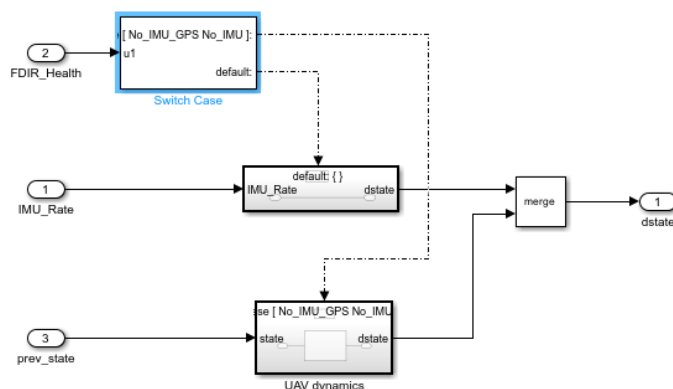 [ No_IMU_GPS No_IMU ]:
2
u1
FDIR_Health
default:
Switch Case
default: { }
1
IMU_Rate
IMU_Rate
dstate
merge
1
dstate
se [ No_IMU_GPS No_IMU
3
state
dstate
prev_state
UAV dynamics